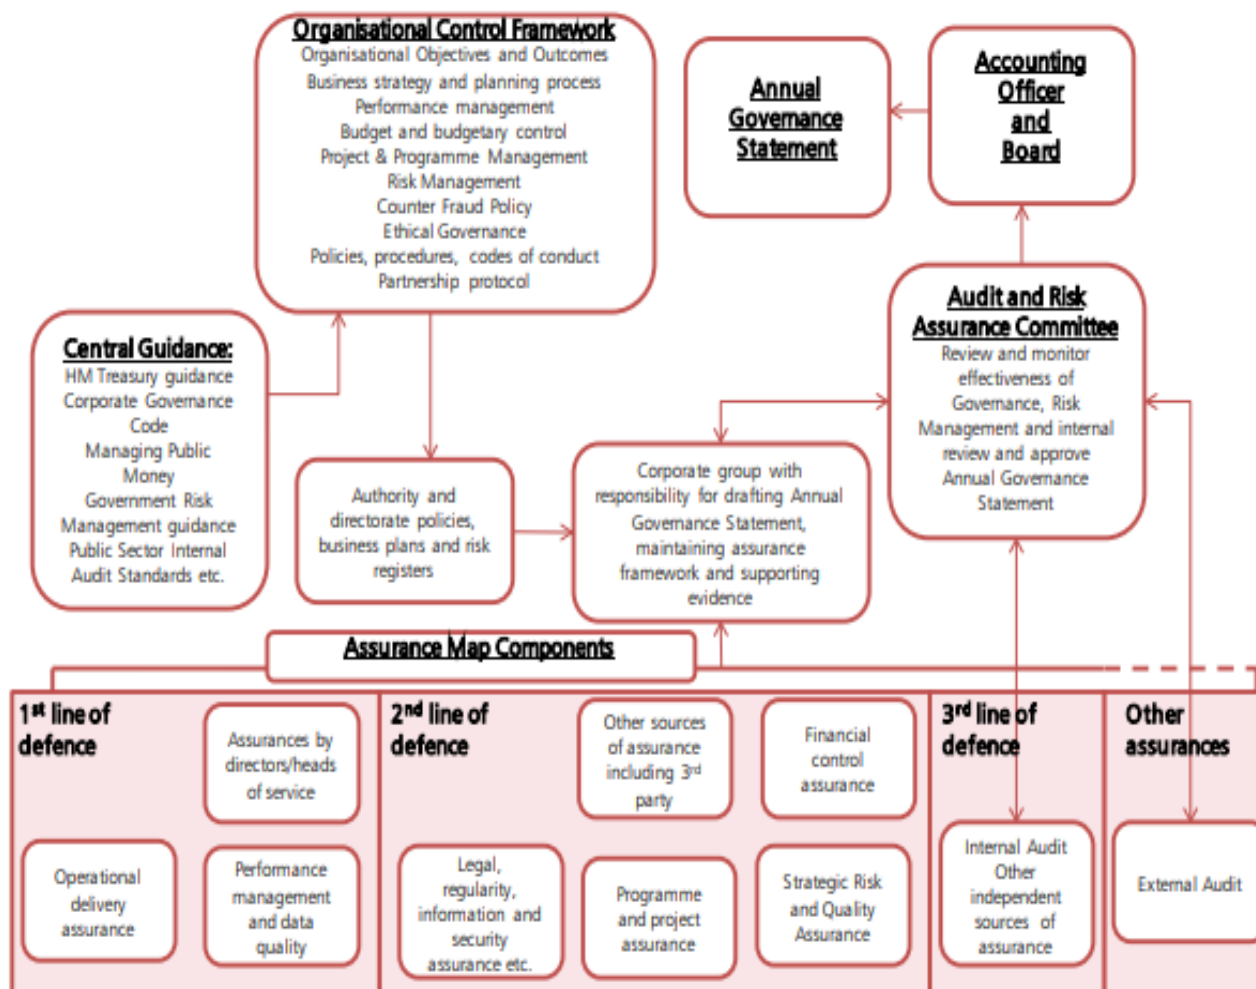 Organisational Control Framework
Organisational Objectives and Outcomes
Business strategy and planning process
Performance management
Budget and budgetary control
Project & Programme Management
Risk Management
Counter Fraud Policy
Ethical Governance
Policies, procedures, codes of conduct
Partnership protocol
Annual
Governance
Statement
Accounting
Officer
and
Board
Central Guidance:
HM Treasury guidance
Corporate Governance
Code
Managing Public
Money
Government Risk
Management guidance
Public Sector Internal
Audit Standards etc.
Authority and
directorate policies,
business plans and risk
registers
Corporate group with
responsibility for drafting Annual
Governance Statement,
maintaining assurance
framework and supporting
evidence
Audit and Risk
Assurance Committee
Review and monitor
effectiveness of
Governance, Risk
Management and internal
review and approve
Annual Governance
Statement
Assurance Map Components
1st line of
defence
Assurances by
directors/heads
of service
Operational
delivery
assurance
Performance
management
and data
quality
2nd line of
defence
Other sources
of assurance
including 3rd
party
Financial
control
assurance
Legal,
regularity,
information and
security
assurance etc.
Programme
and project
assurance
Strategic Risk
and Quality
Assurance
3rd line of
defence
Internal Audit
Other
independent
sources of
assurance
Other
assurances
External Audit